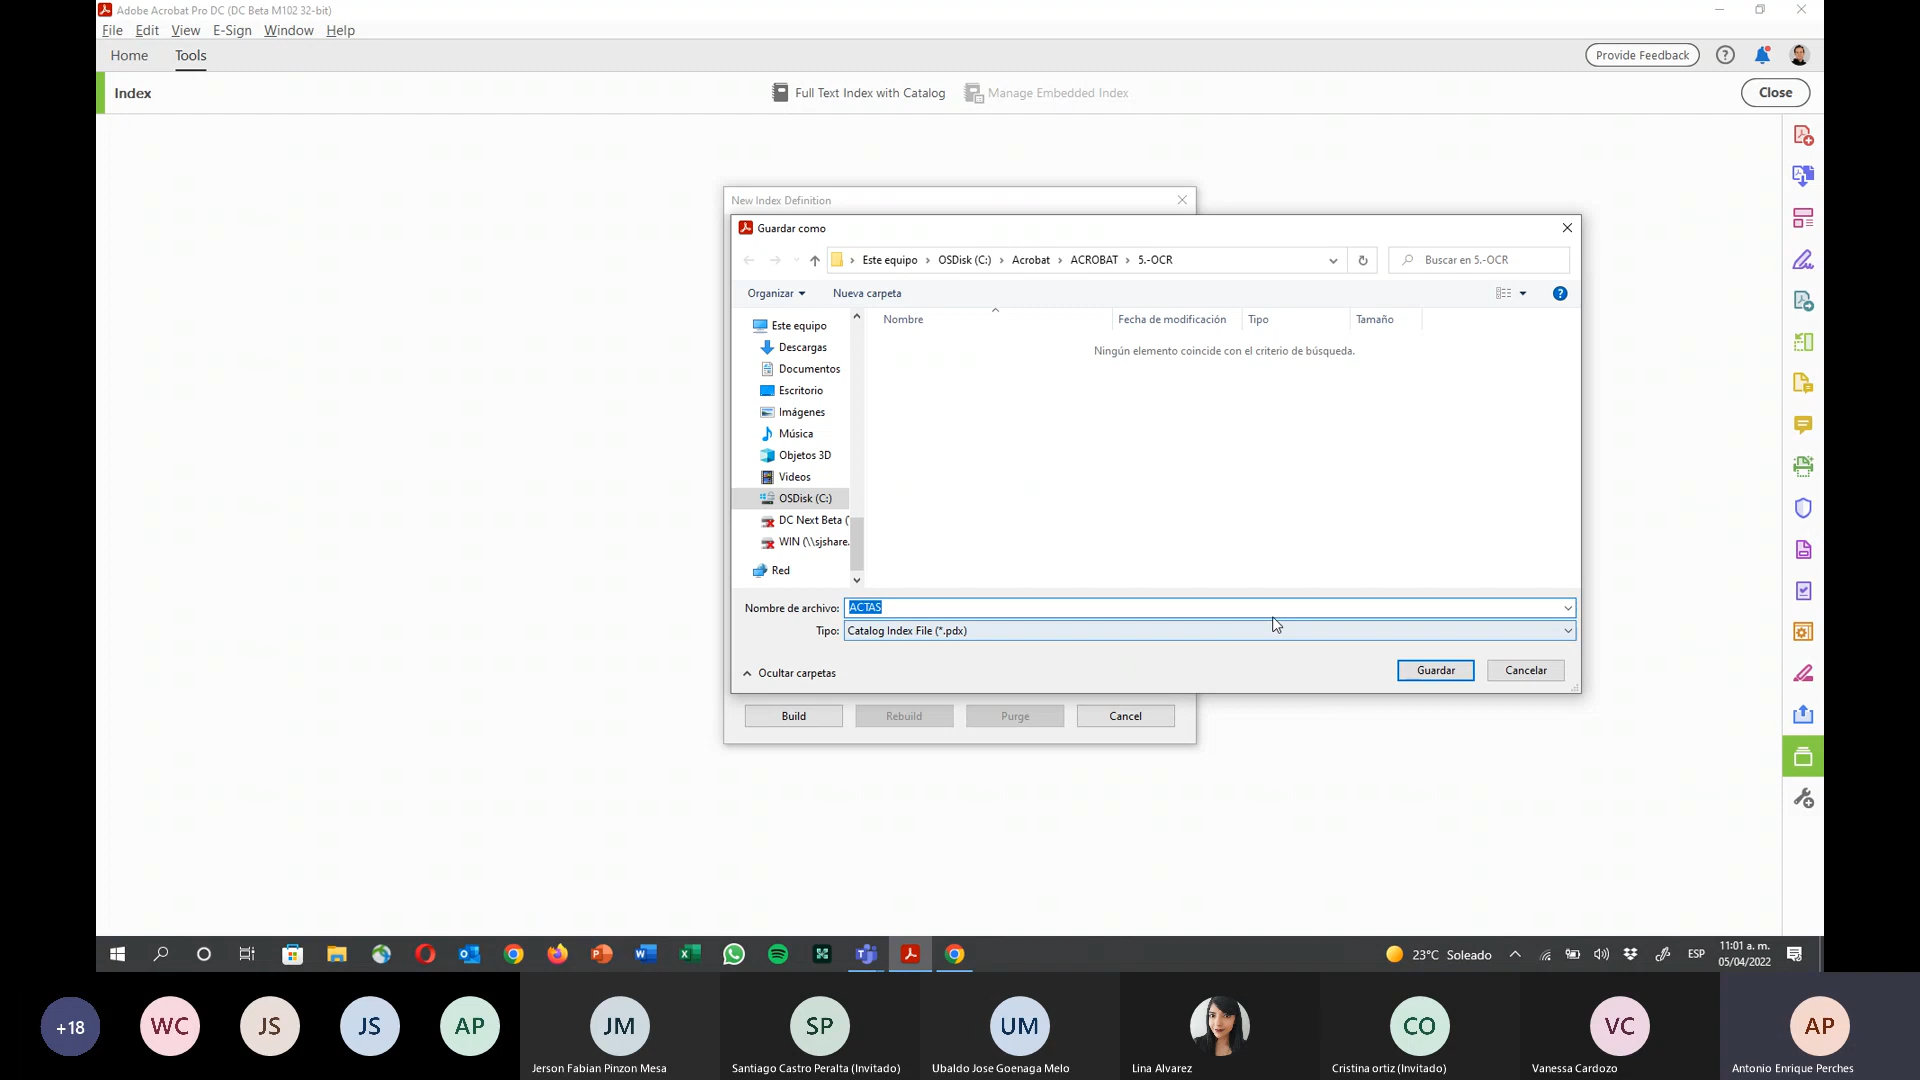 Adobe Acrobat Pro DC (DC Beta M102 32-bit)
File Edit View E-Sign Window Help
Home Tools
Provide Feedback
Index
Full Text Index with Catalog
Manage Embedded Index
Close
New Index Definition
Guardar como
Este equipo > OSDisk (C:) > Acrobat > ACROBAT > 5.-OCR
Buscar en 5.-OCR
Organizar
Nueva carpeta
Nombre
Fecha de modificación
Tipo
Tamaño
Ningún elemento coincide con el criterio de búsqueda.
Este equipo
Descargas
Documentos
Escritorio
Imágenes
Música
Objetos 3D
Videos
OSDisk (C:)
DC Next Beta (
WIN (\\sjshare.
Red
Nombre de archivo: ACTAS
Tipo: Catalog Index File (*.pdx)
Ocultar carpetas
Guardar
Cancelar
Build
Rebuild
Purge
Cancel
23°C Soleado
ESP
11:01 a. m.
05/04/2022
+18
WC
JS
JS
AP
JM
SP
UM
CO
VC
AP
Jerson Fabian Pinzon Mesa
Santiago Castro Peralta (Invitado)
Ubaldo Jose Goenaga Melo
Lina Alvarez
Cristina ortiz (Invitado)
Vanessa Cardozo
Antonio Enrique Perches